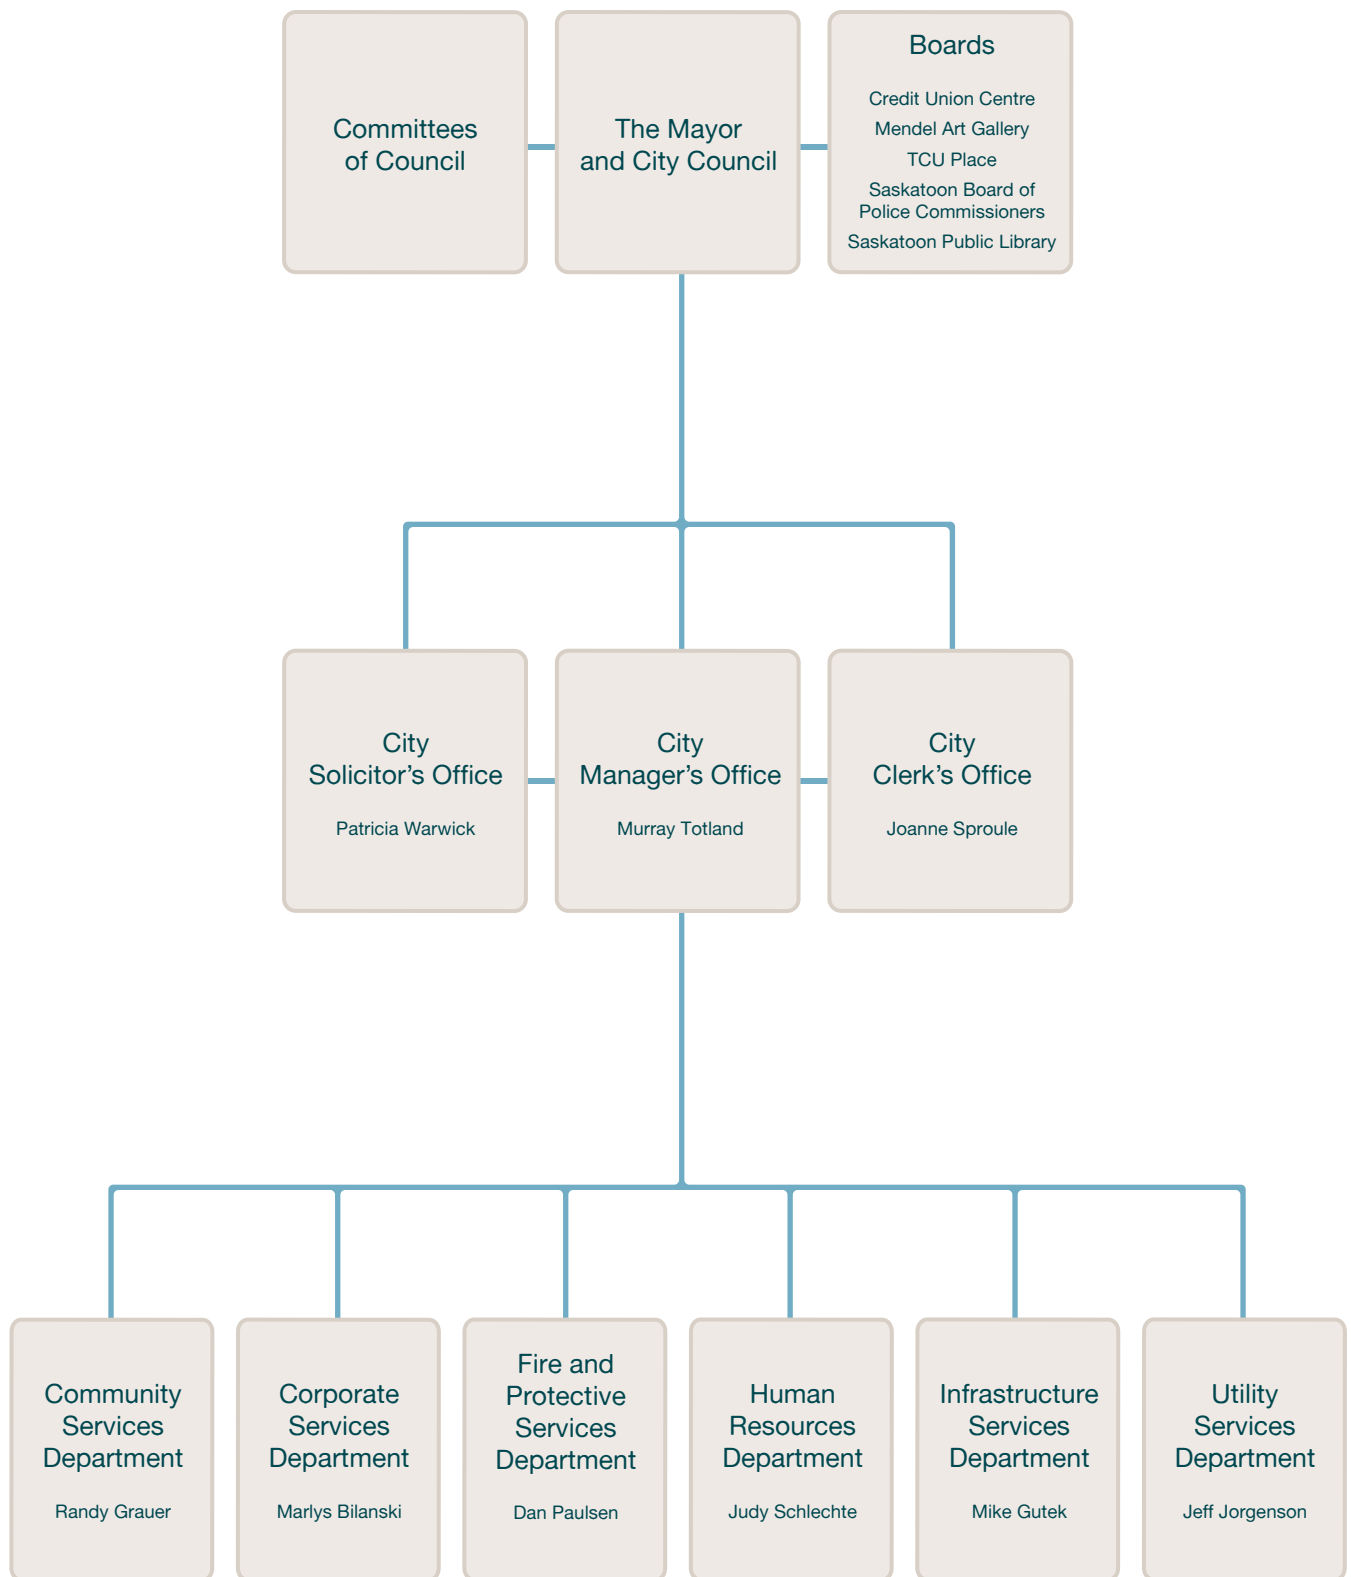 Committees
of Council
The Mayor
and City Council
Boards
Credit Union Centre
Mendel Art Gallery
TCU Place
Saskatoon Board of
Police Commissioners
Saskatoon Public Library
City
Solicitor’s Office
Patricia Warwick
City
Manager’s Office
Murray Totland
City
Clerk’s Office
Joanne Sproule
Community
Services
Department
Randy Grauer
Corporate
Services
Department
Marlys Bilanski
Fire and
Protective
Services
Department
Dan Paulsen
Human
Resources
Department
Judy Schlechte
Infrastructure
Services
Department
Mike Gutek
Utility
Services
Department
Jeff Jorgenson